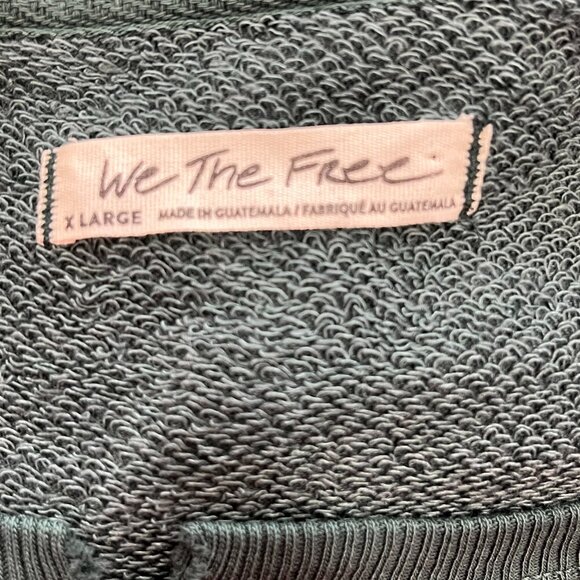 We The Free
X LARGE MADE IN GUATEMALA / FABRIQUÉ AU GUATEMALA